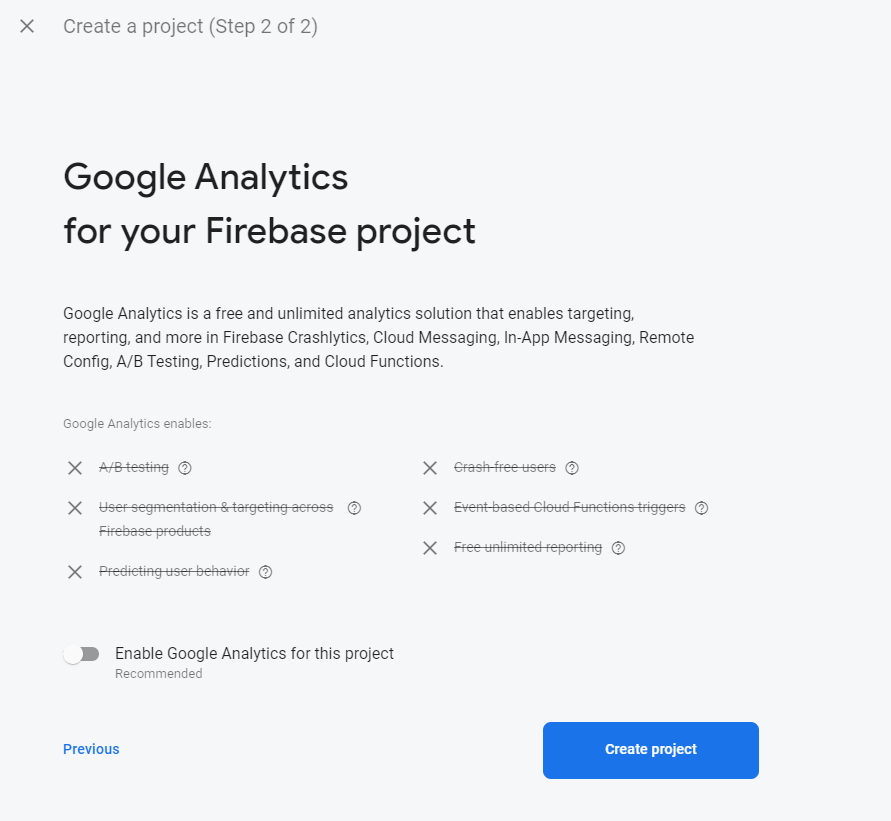 Create a project (Step 2 of 2)
Google Analytics
for your Firebase project
Google Analytics is a free and unlimited analytics solution that enables targeting,
reporting, and more in Firebase Crashlytics, Cloud Messaging, In-App Messaging, Remote
Config, A/B Testing, Predictions, and Cloud Functions.
Google Analytics enables:
A/B testing
User segmentation & targeting across
Firebase products
Predicting user behavior
Crash-free users
Event-based Cloud Functions triggers
Free unlimited reporting
Enable Google Analytics for this project
Recommended
Previous
Create project